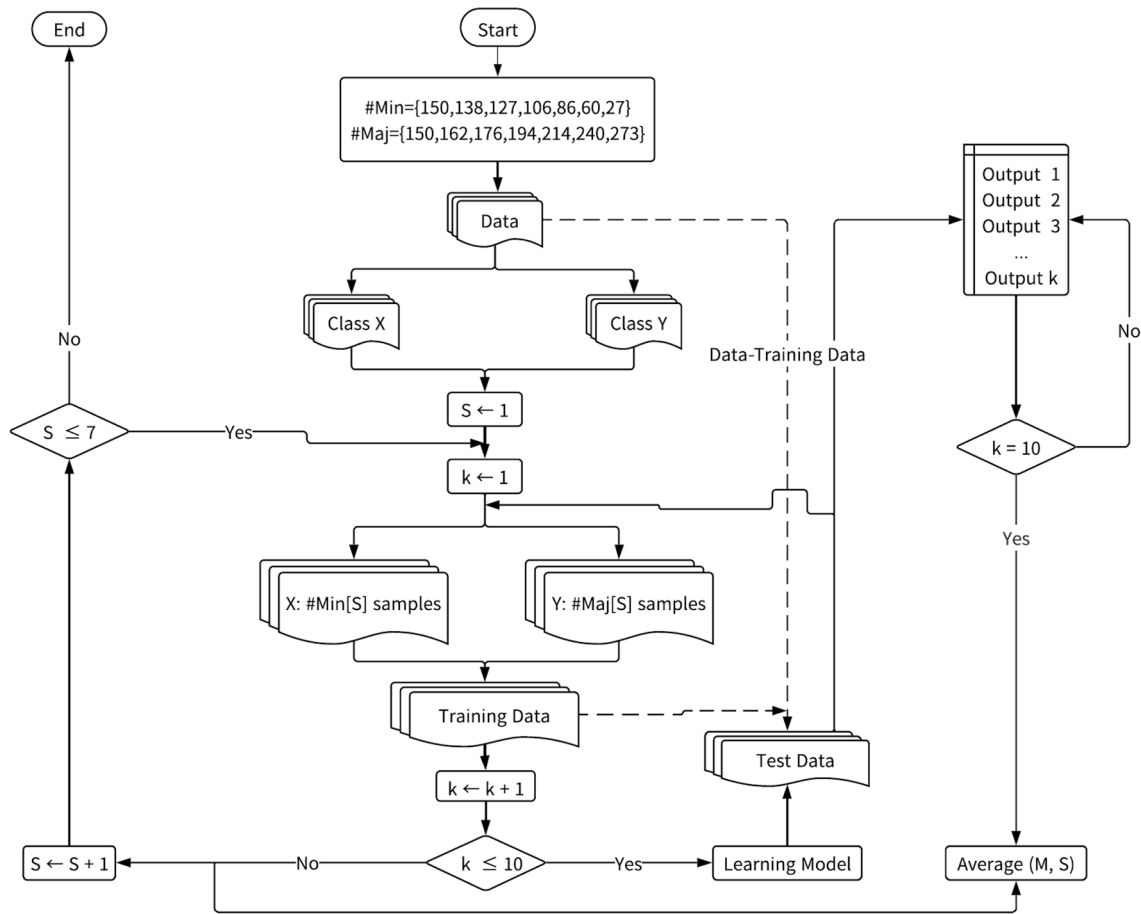 End
Start
#Min={150,138,127,106,86,60,27}
#Maj={150,162,176,194,214,240,273}
Data
Class X
Class Y
Output 1
Output 2
Output 3
...
Output k
No
No
Data-Training Data
S ← 1
S ≤ 7
Yes
k ← 1
k = 10
Yes
X: #Min[S] samples
Y: #Maj[S] samples
Training Data
Test Data
k ← k + 1
S ← S + 1
No
k ≤ 10
Yes
Learning Model
Average (M, S)